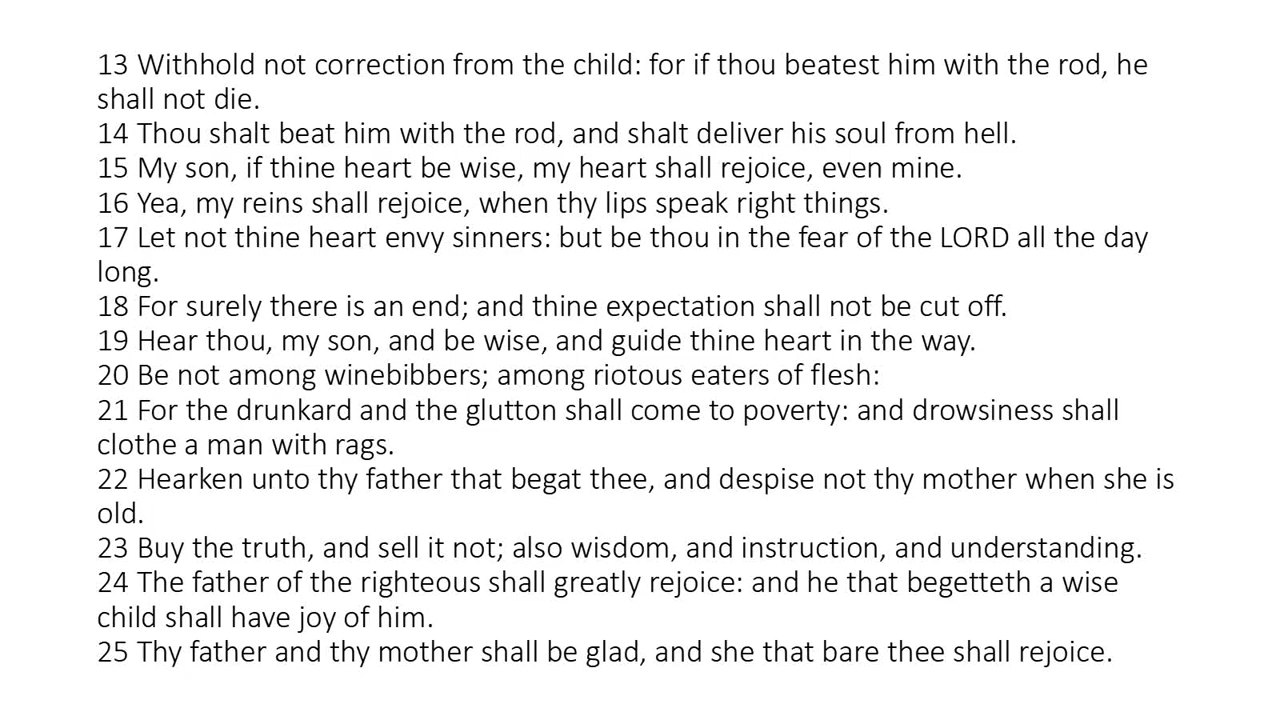 13 Withhold not correction from the child: for if thou beatest him with the rod, he
shall not die.
14 Thou shalt beat him with the rod, and shalt deliver his soul from hell.
15 My son, if thine heart be wise, my heart shall rejoice, even mine.
16 Yea, my reins shall rejoice, when thy lips speak right things.
17 Let not thine heart envy sinners: but be thou in the fear of the LORD all the day
long.
18 For surely there is an end; and thine expectation shall not be cut off.
19 Hear thou, my son, and be wise, and guide thine heart in the way.
20 Be not among winebibbers; among riotous eaters of flesh:
21 For the drunkard and the glutton shall come to poverty: and drowsiness shall
clothe a man with rags.
22 Hearken unto thy father that begat thee, and despise not thy mother when she is
old.
23 Buy the truth, and sell it not; also wisdom, and instruction, and understanding.
24 The father of the righteous shall greatly rejoice: and he that begetteth a wise
child shall have joy of him.
25 Thy father and thy mother shall be glad, and she that bare thee shall rejoice.